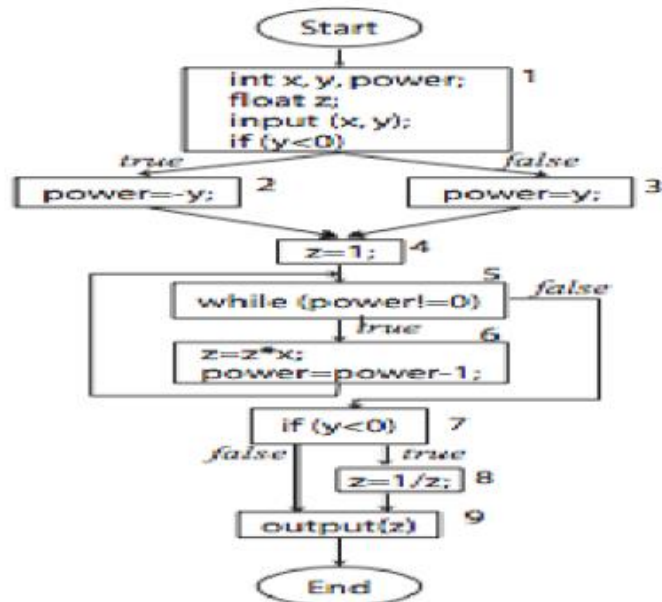 Start
1
int x, y, power;
float z;
input (x, y);
if (y<0)
true
false
power=-y;
2
power=y;
3
z=1;
4
5
while (power!=0)
false
true
6
z=z*x;
power=power-1;
if (y<0)
7
false
true
z=1/z;
8
output(z)
9
End